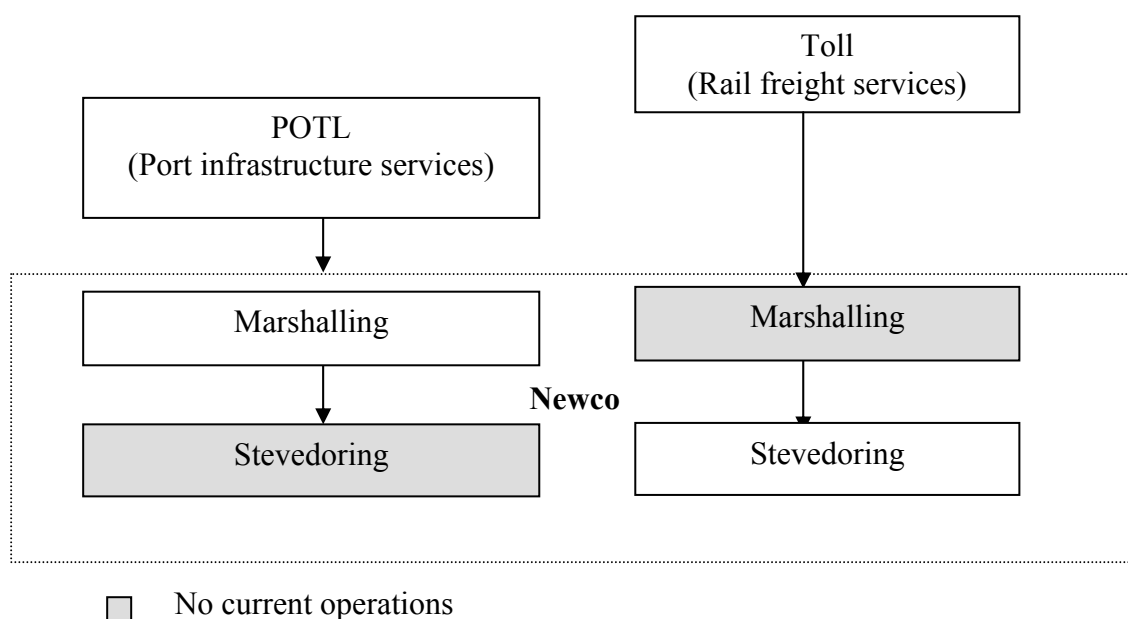 Toll
(Rail freight services)
POTL
(Port infrastructure services)
Marshalling
Marshalling
Newco
Stevedoring
Stevedoring
No current operations